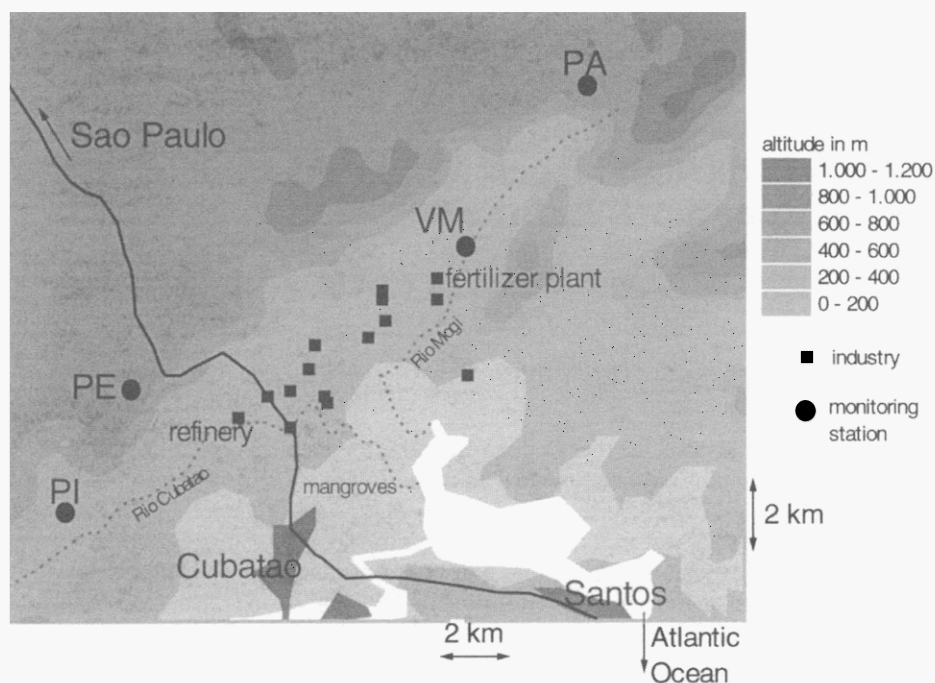 PA
Sao Paulo
altitude in m
1.000 - 1.200
800 - 1.000
600 - 800
400 - 600
200 - 400
0 - 200
VM
fertilizer plant
Rio Mogi
industry
PE
monitoring
station
refinery
PI
Rio Cubatao
mangroves
2 km
Cubatao
Santos
2 km
Atlantic
Ocean